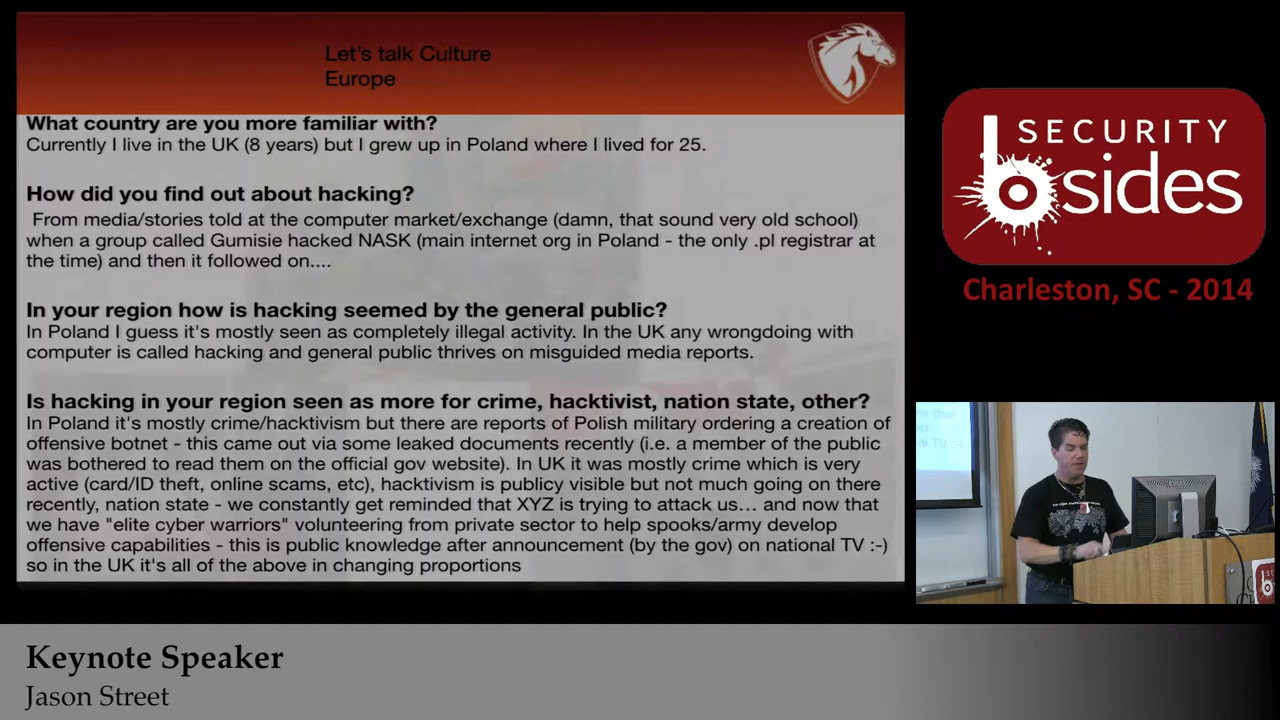 Let's talk Culture
Europe
What country are you more familiar with?
Currently I live in the UK (8 years) but I grew up in Poland where I lived for 25.
How did you find out about hacking?
From media/stories told at the computer market/exchange (damn, that sound very old school)
when a group called Gumisie hacked NASK (main internet org in Poland - the only .pl registrar at
the time) and then it followed on....
In your region how is hacking seemed by the general public?
In Poland I guess it's mostly seen as completely illegal activity. In the UK any wrongdoing with
computer is called hacking and general public thrives on misguided media reports.
Is hacking in your region seen as more for crime, hacktivist, nation state, other?
In Poland it's mostly crime/hacktivism but there are reports of Polish military ordering a creation of
offensive botnet - this came out via some leaked documents recently (i.e. a member of the public
was bothered to read them on the official gov website). In UK it was mostly crime which is very
active (card/ID theft, online scams, etc), hacktivism is publicy visible but not much going on there
recently, nation state - we constantly get reminded that XYZ is trying to attack us... and now that
we have "elite cyber warriors" volunteering from private sector to help spooks/army develop
offensive capabilities - this is public knowledge after announcement (by the gov) on national TV :-)
so in the UK it's all of the above in changing proportions
SECURITY
bsides
Charleston, SC - 2014
Keynote Speaker
Jason Street